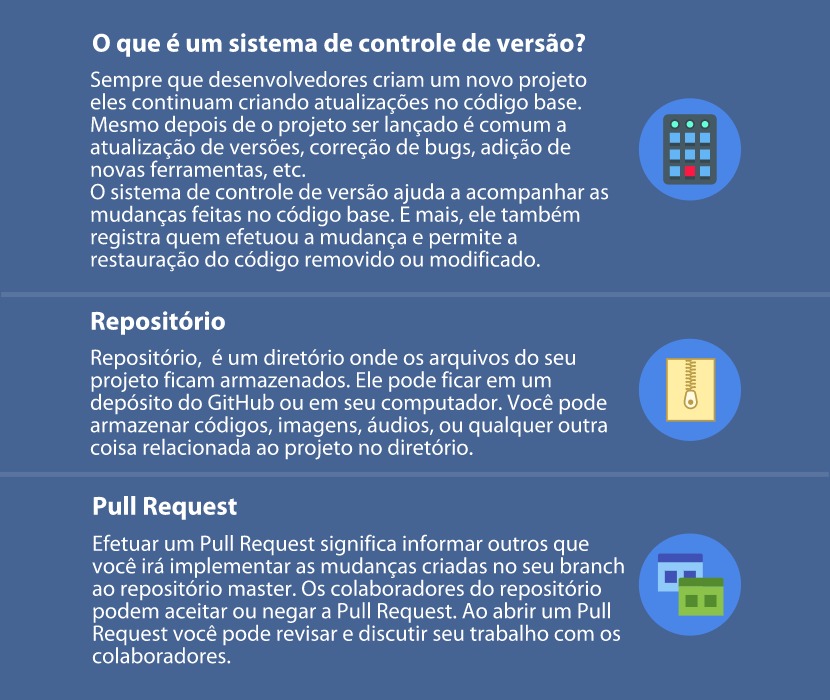 O que é um sistema de controle de versão?
Sempre que desenvolvedores criam um novo projeto
eles continuam criando atualizações no código base.
Mesmo depois de o projeto ser lançado é comum a
atualização de versões, correção de bugs, adição de
novas ferramentas, etc.
O sistema de controle de versão ajuda a acompanhar as
mudanças feitas no código base. E mais, ele também
registra quem efetuou a mudança e permite a
restauração do código removido ou modificado.
Repositório
Repositório,  é um diretório onde os arquivos do seu
projeto ficam armazenados. Ele pode ficar em um
depósito do GitHub ou em seu computador. Você pode
armazenar códigos, imagens, áudios, ou qualquer outra
coisa relacionada ao projeto no diretório.
Pull Request
Efetuar um Pull Request significa informar outros que
você irá implementar as mudanças criadas no seu branch
ao repositório master. Os colaboradores do repositório
podem aceitar ou negar a Pull Request. Ao abrir um Pull
Request você pode revisar e discutir seu trabalho com os
colaboradores.